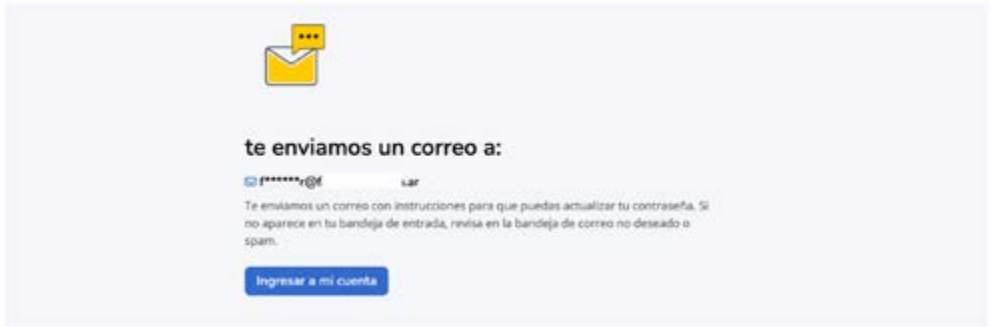 te enviamos un correo a:
f******r@f .ar
Te enviamos un correo con instrucciones para que puedas actualizar tu contraseña. Si
no aparece en tu bandeja de entrada, revisa en la bandeja de correo no deseado o
spam.
Ingresar a mi cuenta